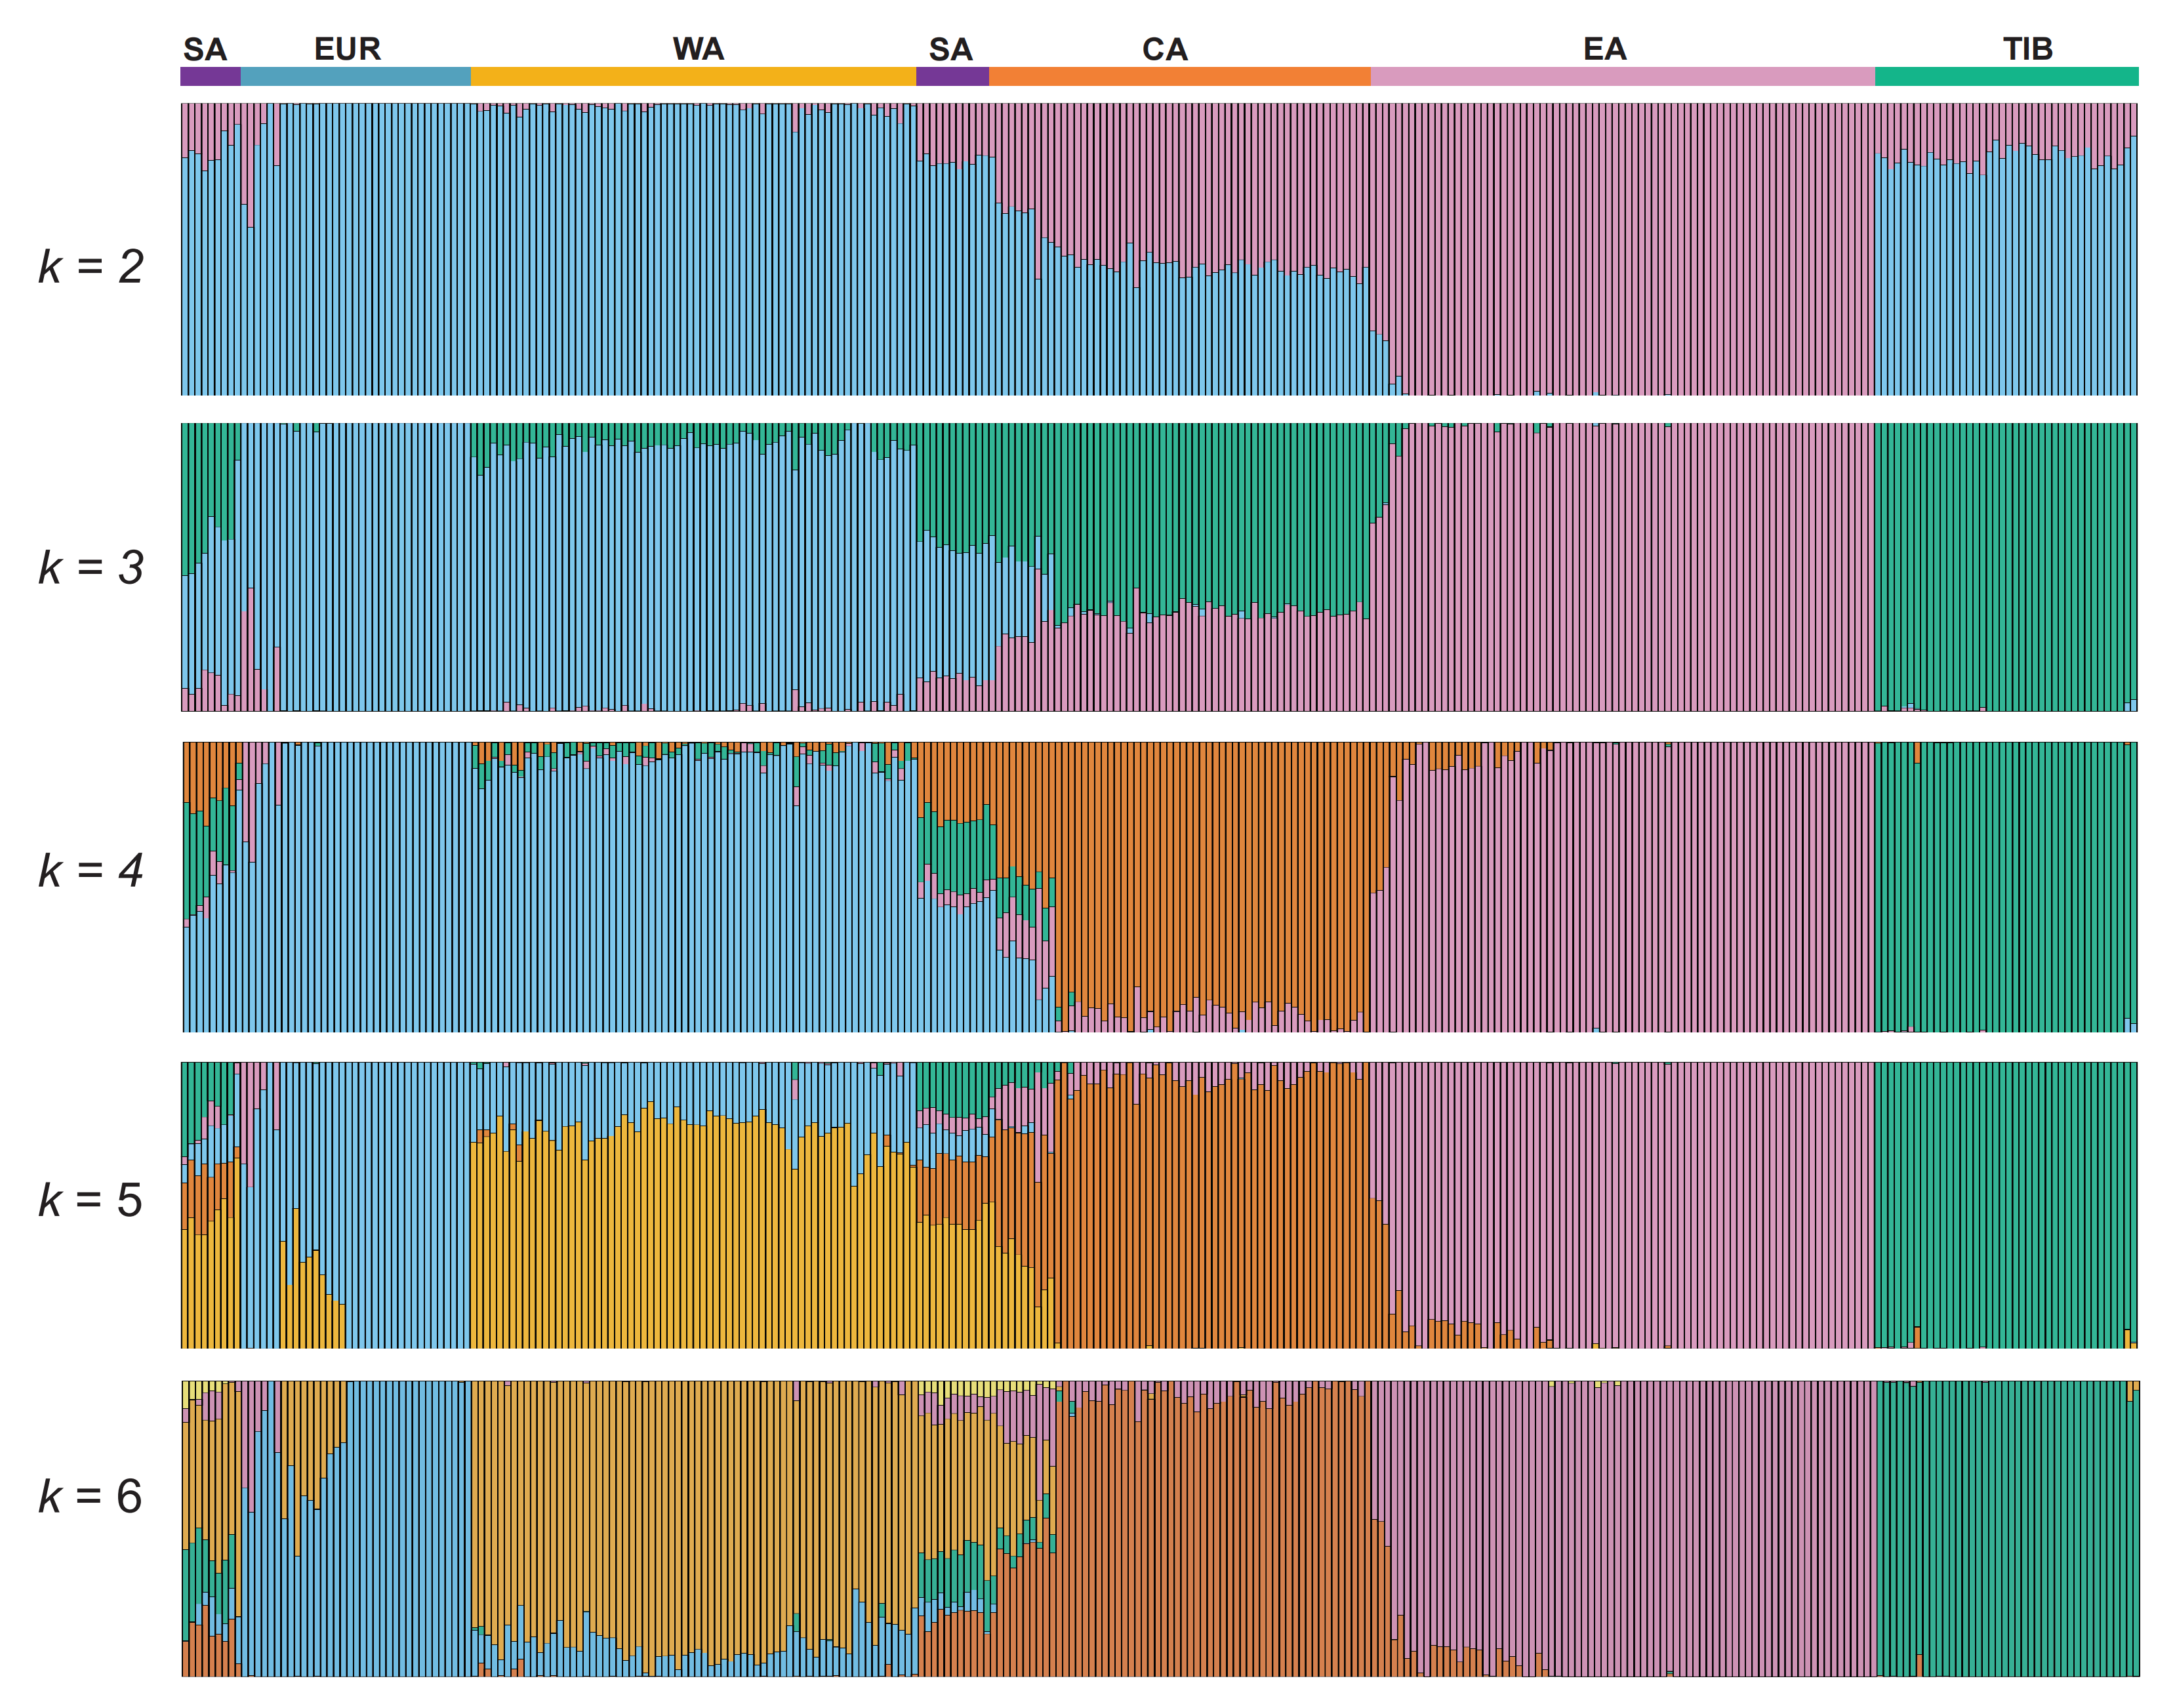 SA EUR WA SA CA EA TIB
k = 2
k = 3
k = 4
k = 5
k = 6